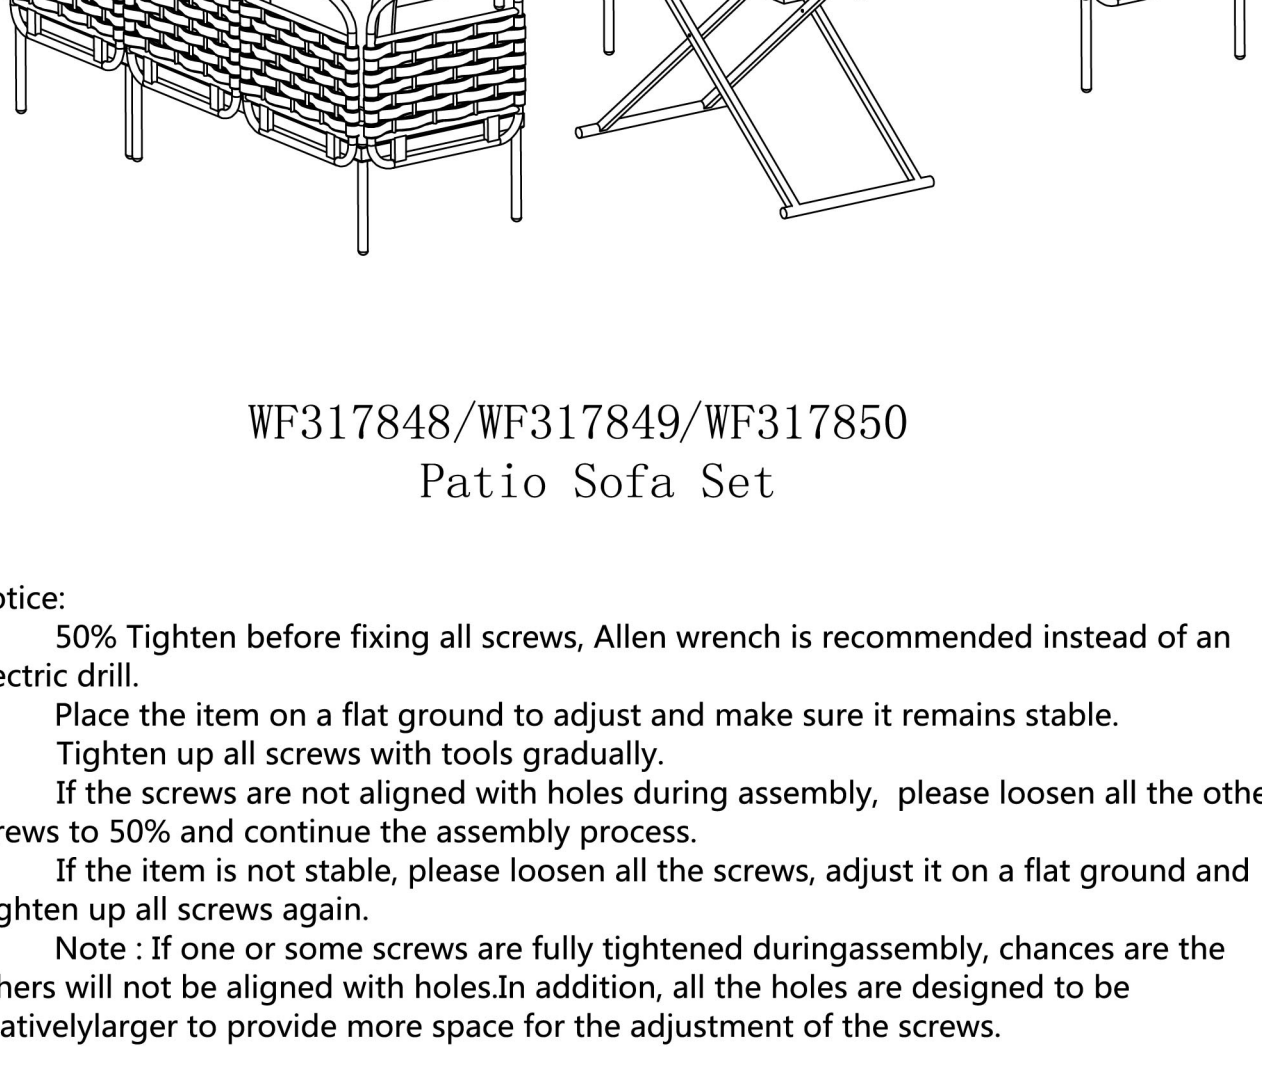 WF317848/WF317849/WF317850
Patio Sofa Set
otice:
50% Tighten before fixing all screws, Allen wrench is recommended instead of an
ectric drill.
Place the item on a flat ground to adjust and make sure it remains stable.
Tighten up all screws with tools gradually.
If the screws are not aligned with holes during assembly, please loosen all the othe
rews to 50% and continue the assembly process.
If the item is not stable, please loosen all the screws, adjust it on a flat ground and
ghten up all screws again.
Note : If one or some screws are fully tightened duringassembly, chances are the
hers will not be aligned with holes.In addition, all the holes are designed to be
ativelylarger to provide more space for the adjustment of the screws.